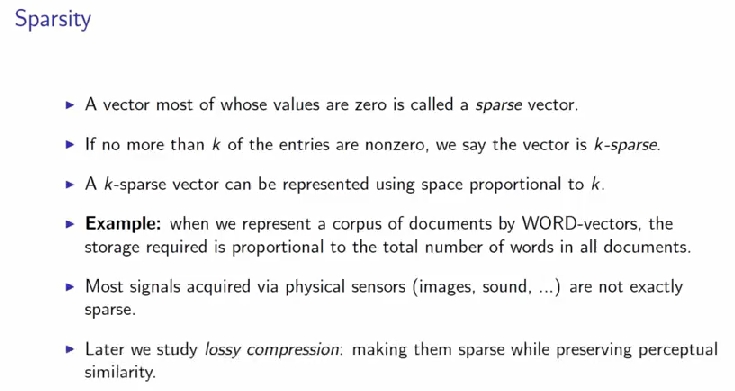 Sparsity
▶ A vector most of whose values are zero is called a sparse vector.
▶ If no more than k of the entries are nonzero, we say the vector is k-sparse.
▶ A k-sparse vector can be represented using space proportional to k.
▶ Example: when we represent a corpus of documents by WORD-vectors, the
storage required is proportional to the total number of words in all documents.
▶ Most signals acquired via physical sensors (images, sound, ...) are not exactly
sparse.
▶ Later we study lossy compression: making them sparse while preserving perceptual
similarity.